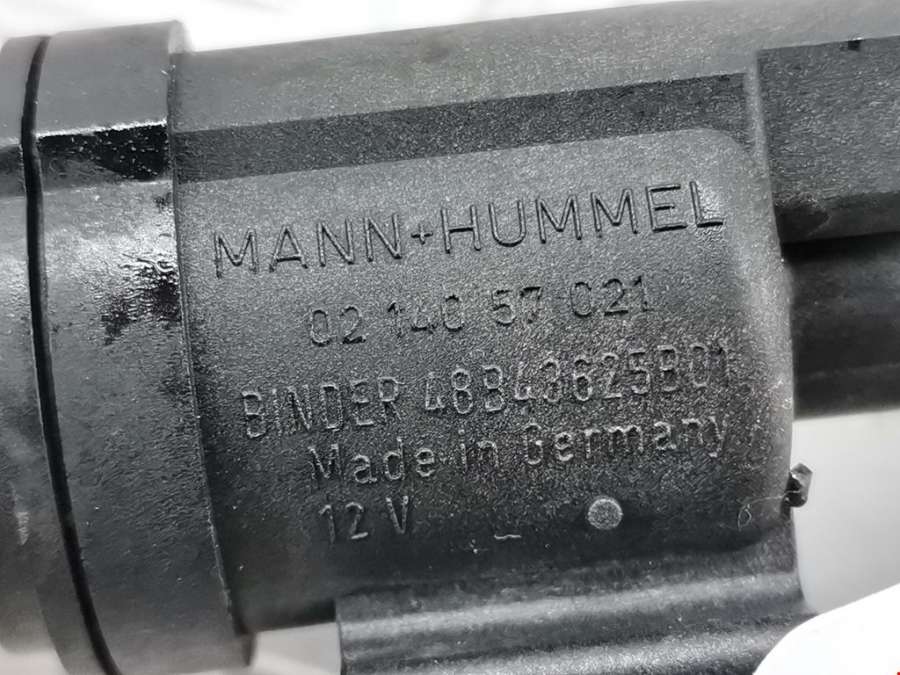 MANN+HUMMEL
02 140 57 021
BINDER 48B43625B01
Made in Germany
12 V